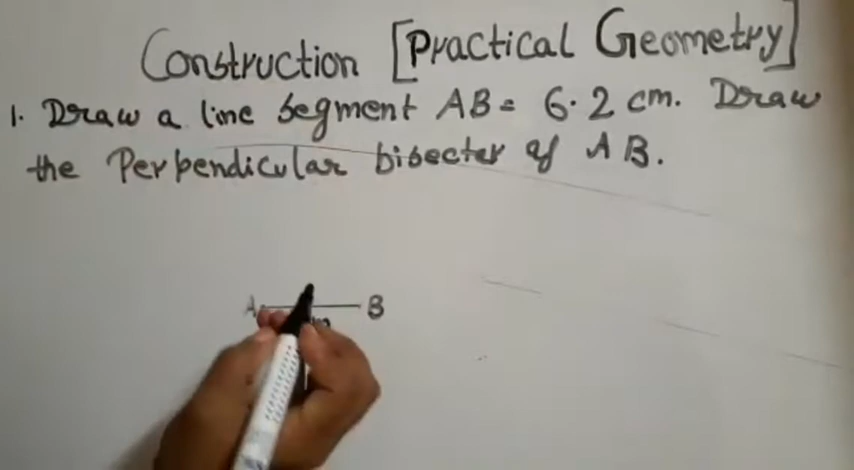 Construction [Practical Geometry]
1. Draw a line segment AB = 6.2 cm. Draw
the Perpendicular bisecter of AB.
A B